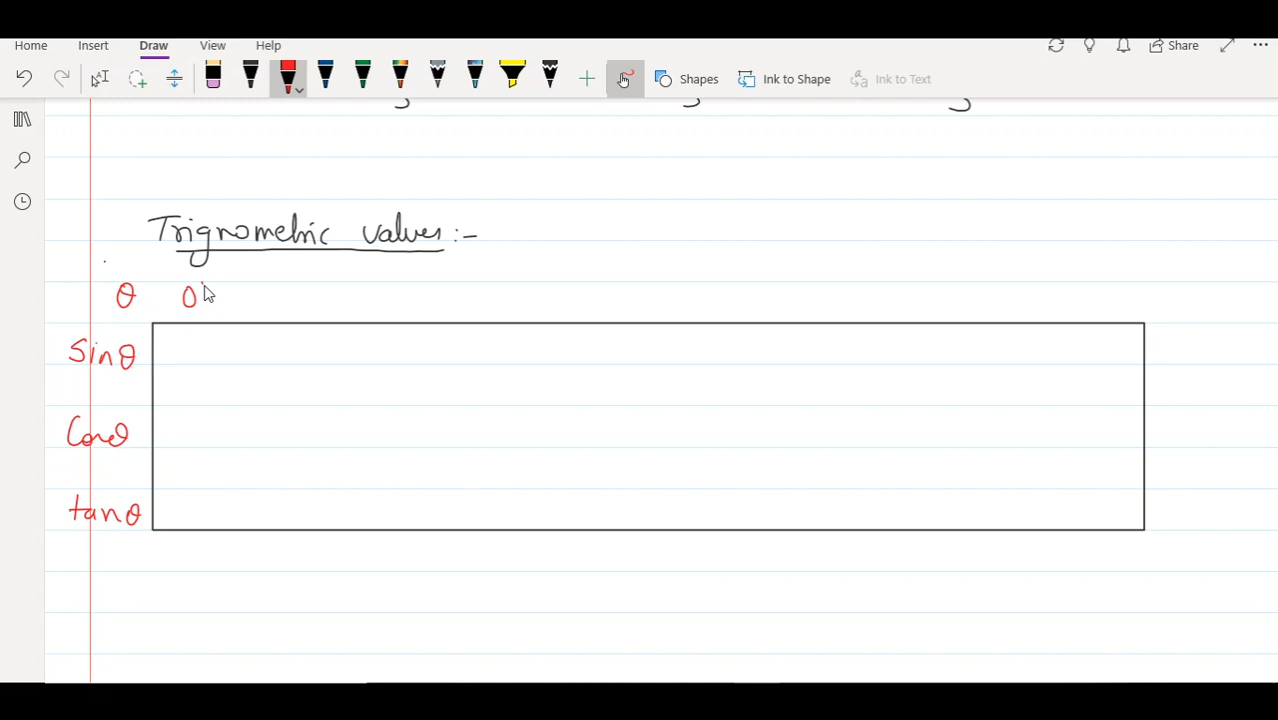 Home Insert Draw View Help Share
Shapes Ink to Shape Ink to Text
Trignometric values :-
θ 0°
Sinθ
Cosθ
tanθ